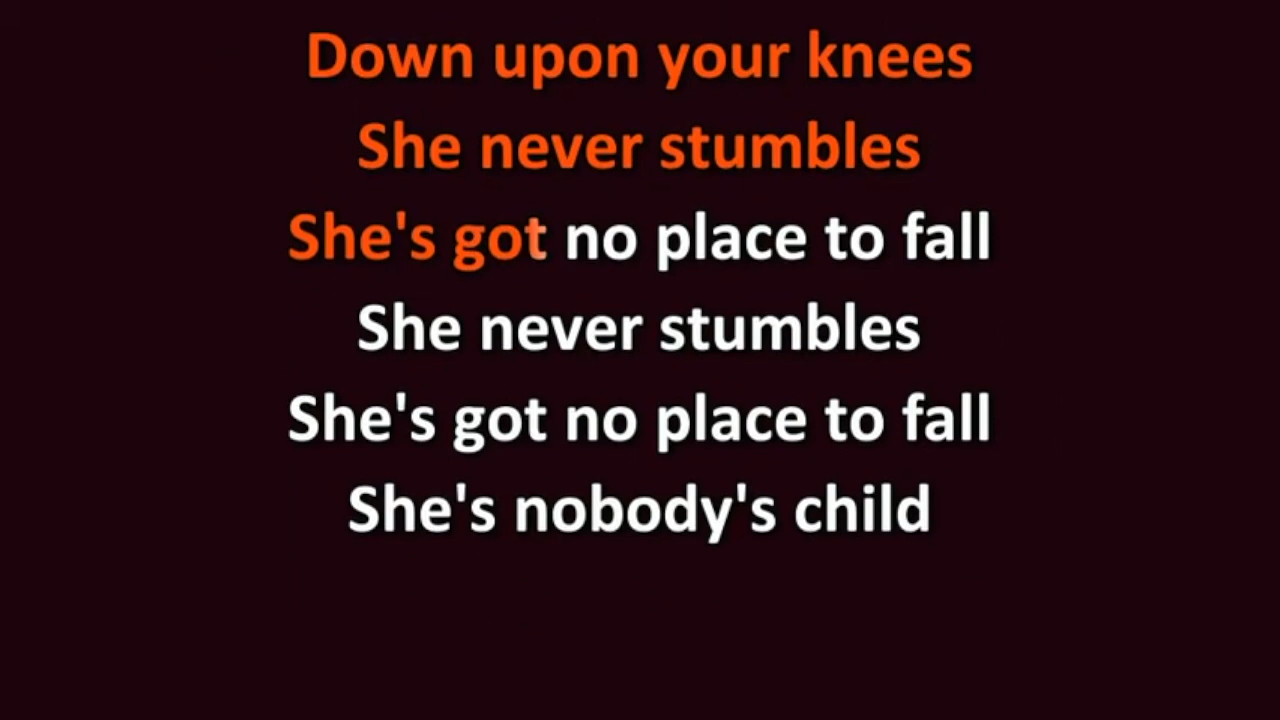 Down upon your knees
She never stumbles
She's got no place to fall
She never stumbles
She's got no place to fall
She's nobody's child